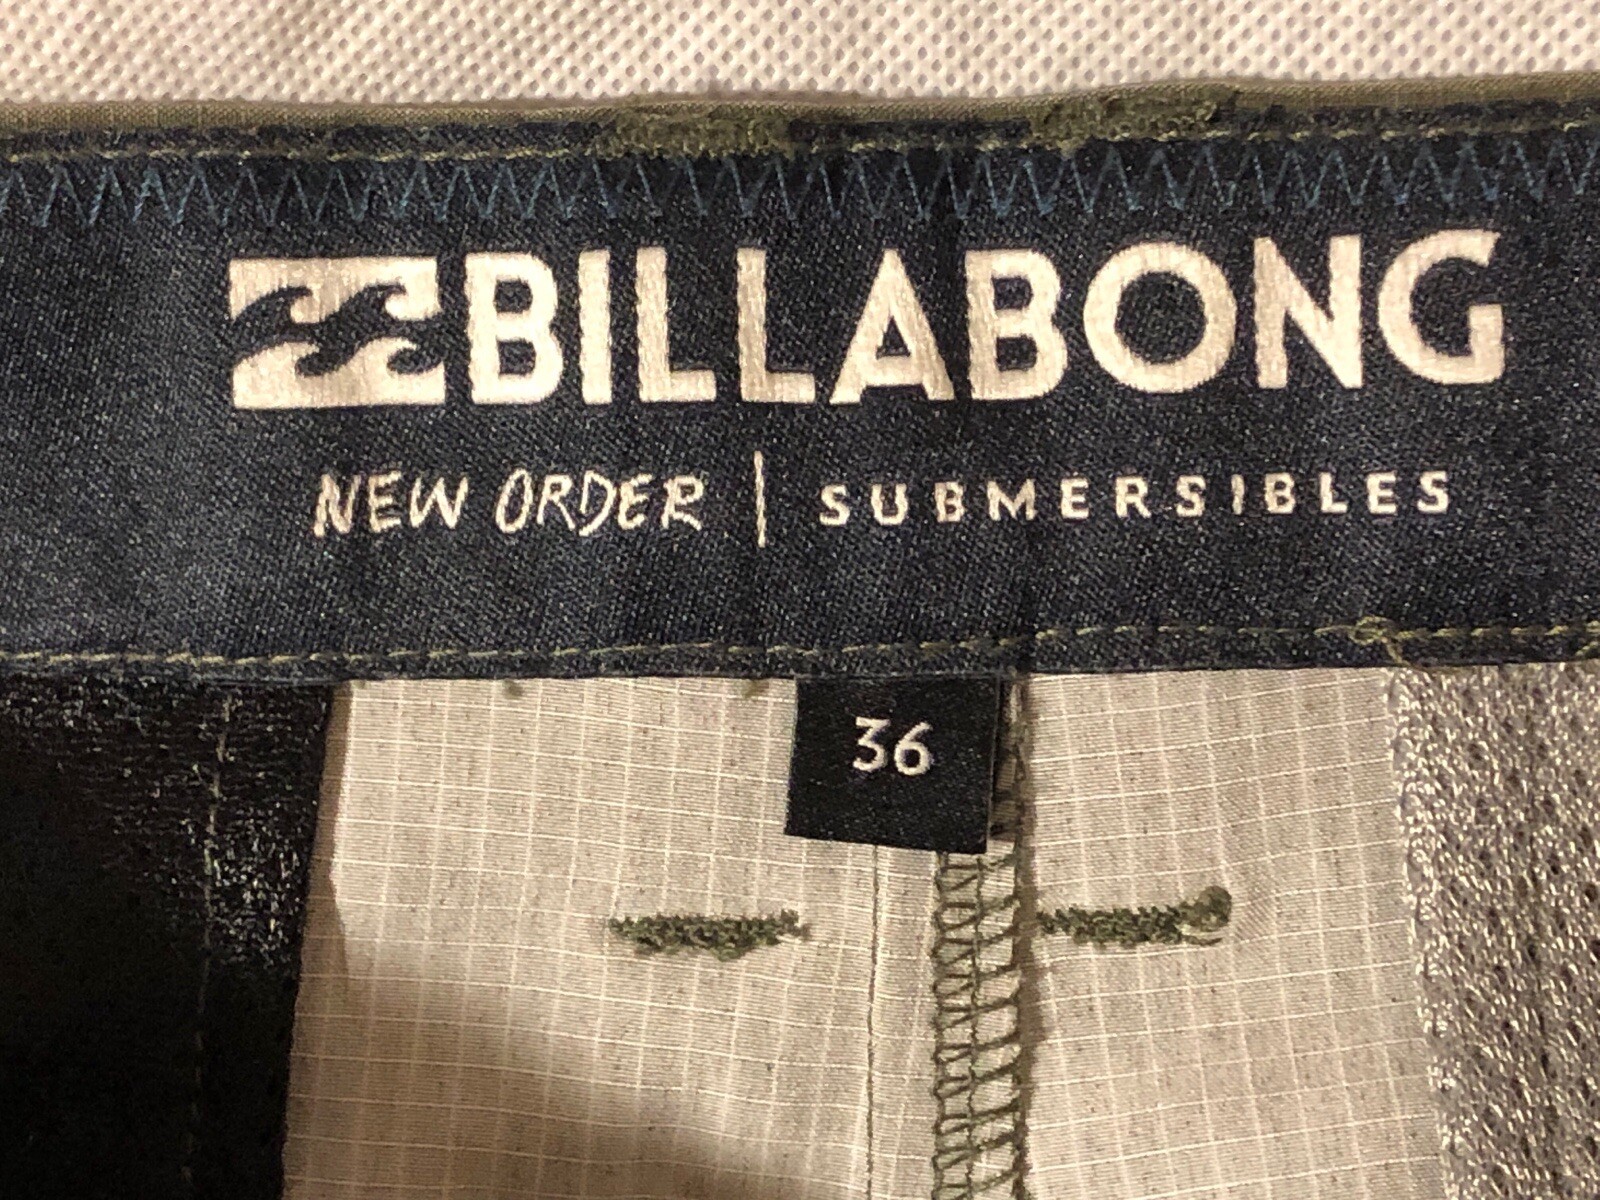 BILLABONG
NEW ORDER | SUBMERSIBLES
36